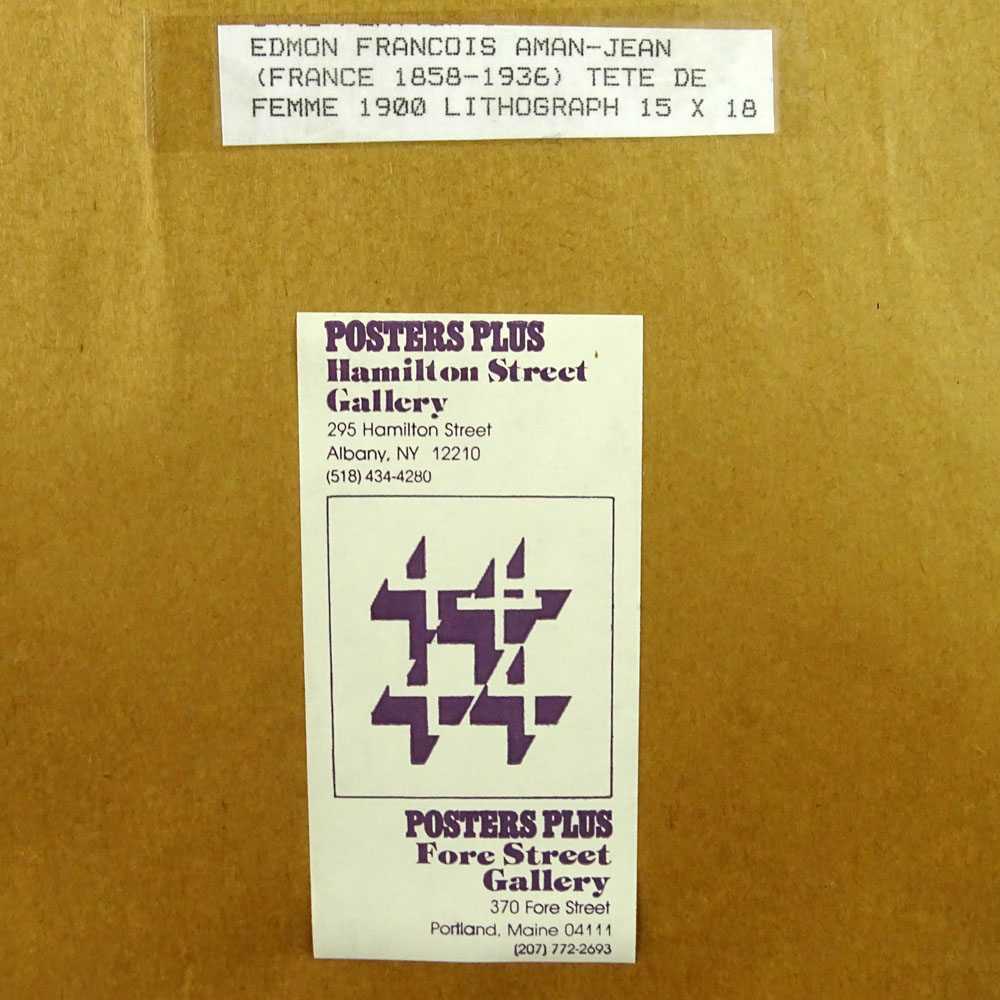 EDMON FRANCOIS AMAN-JEAN
(FRANCE 1858-1936) TETE DE
FEMME 1900 LITHOGRAPH 15 X 18
POSTERS PLUS
Hamilton Street
Gallery
295 Hamilton Street
Albany, NY 12210
(518) 434-4280
POSTERS PLUS
Fore Street
Gallery
370 Fore Street
Portland, Maine 04111
(207) 772-2693